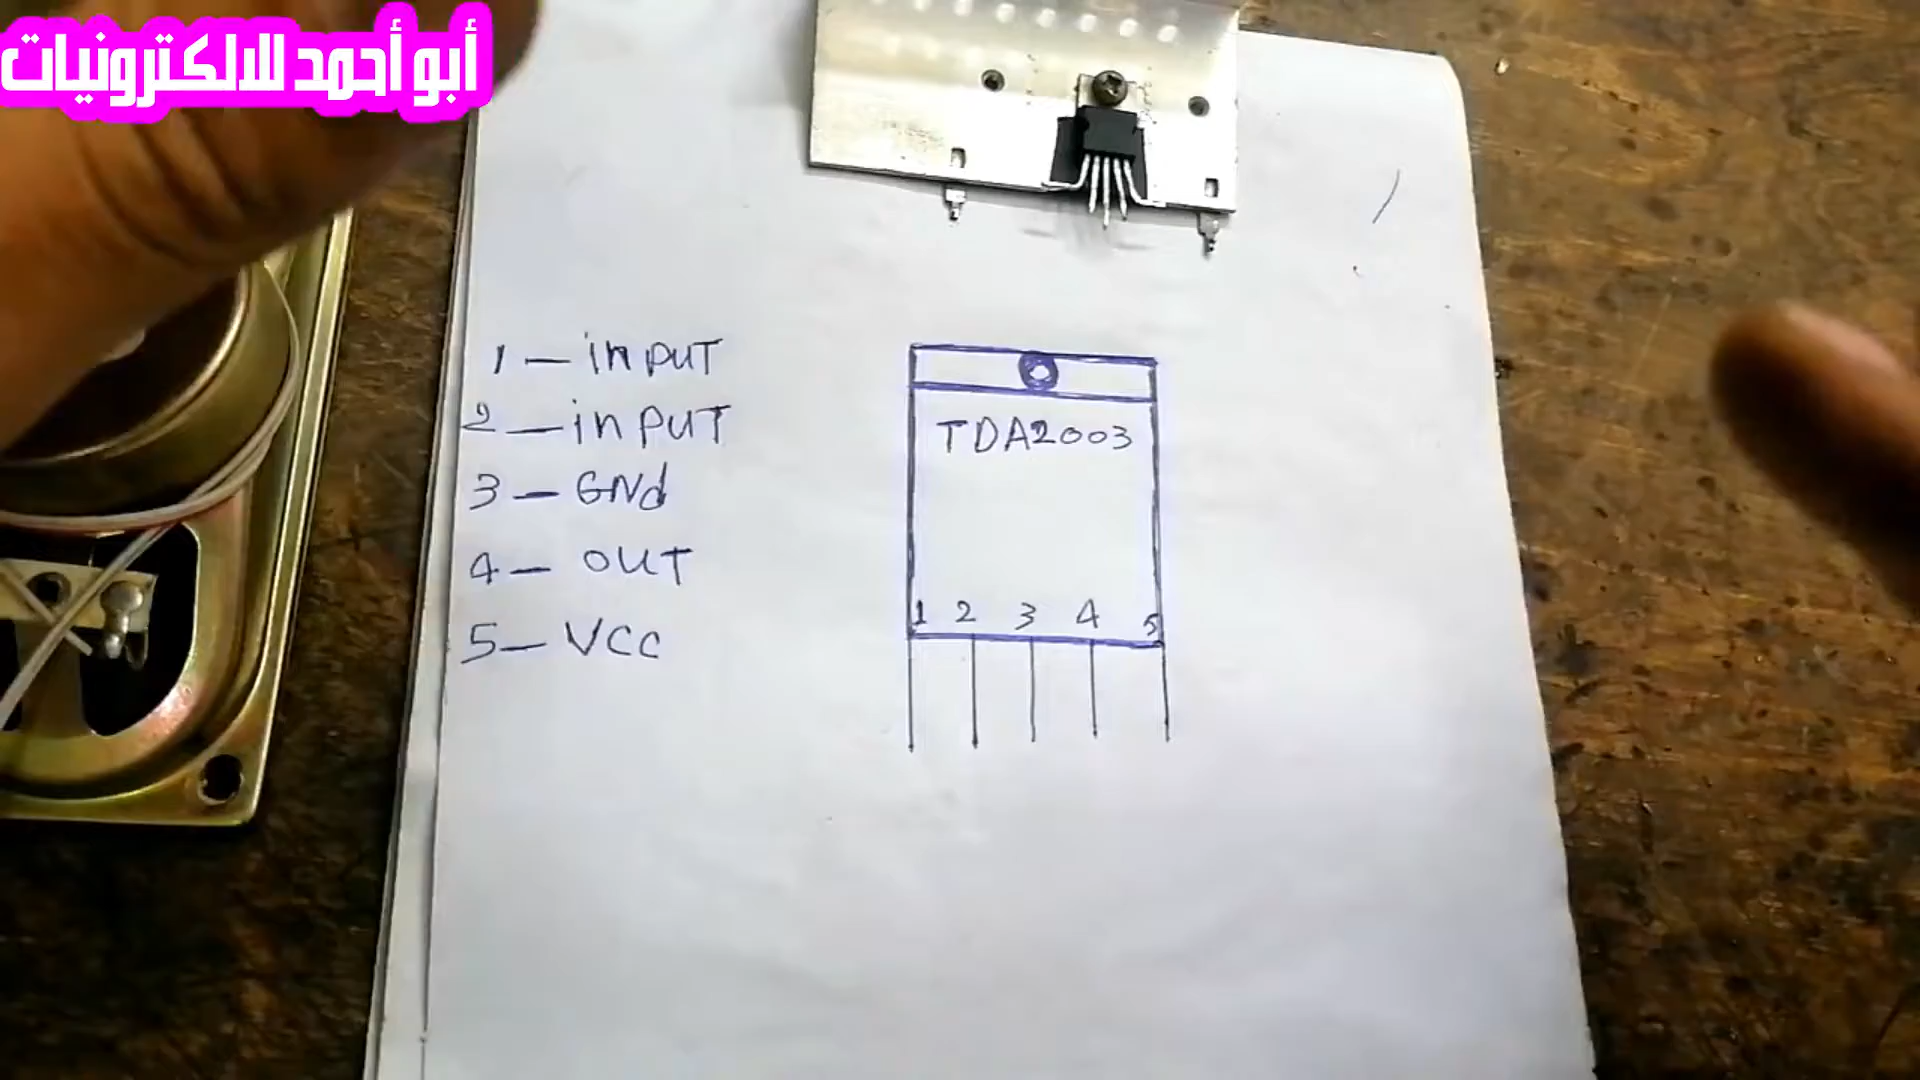 أبو أحمد للالكترونيات
1 – inPUT
2 – inPUT
3 – GNd
4 – OUT
5 – VCC
TDA2003
1 2 3 4 5